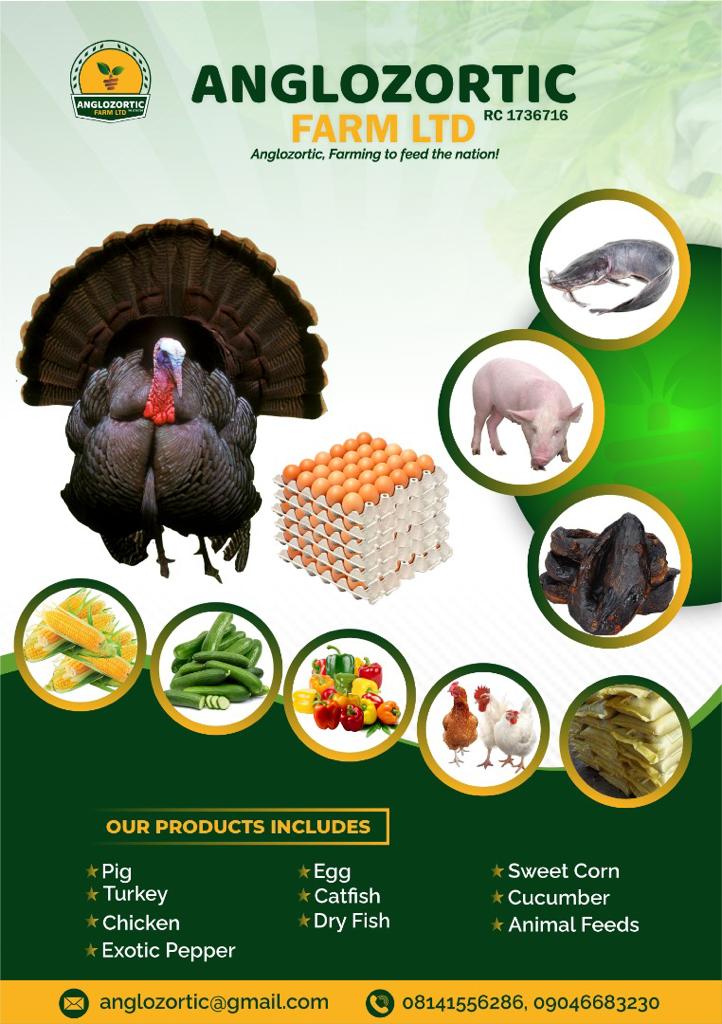 ANGLOZORTIC
FARM LTD
ANGLOZORTIC
RC 1736716
FARM LTD
Anglozortic, Farming to feed the nation!
OUR PRODUCTS INCLUDES
Pig
Turkey
Chicken
Exotic Pepper
Egg
Catfish
Dry Fish
Sweet Corn
Cucumber
Animal Feeds
anglozortic@gmail.com
08141556286, 09046683230